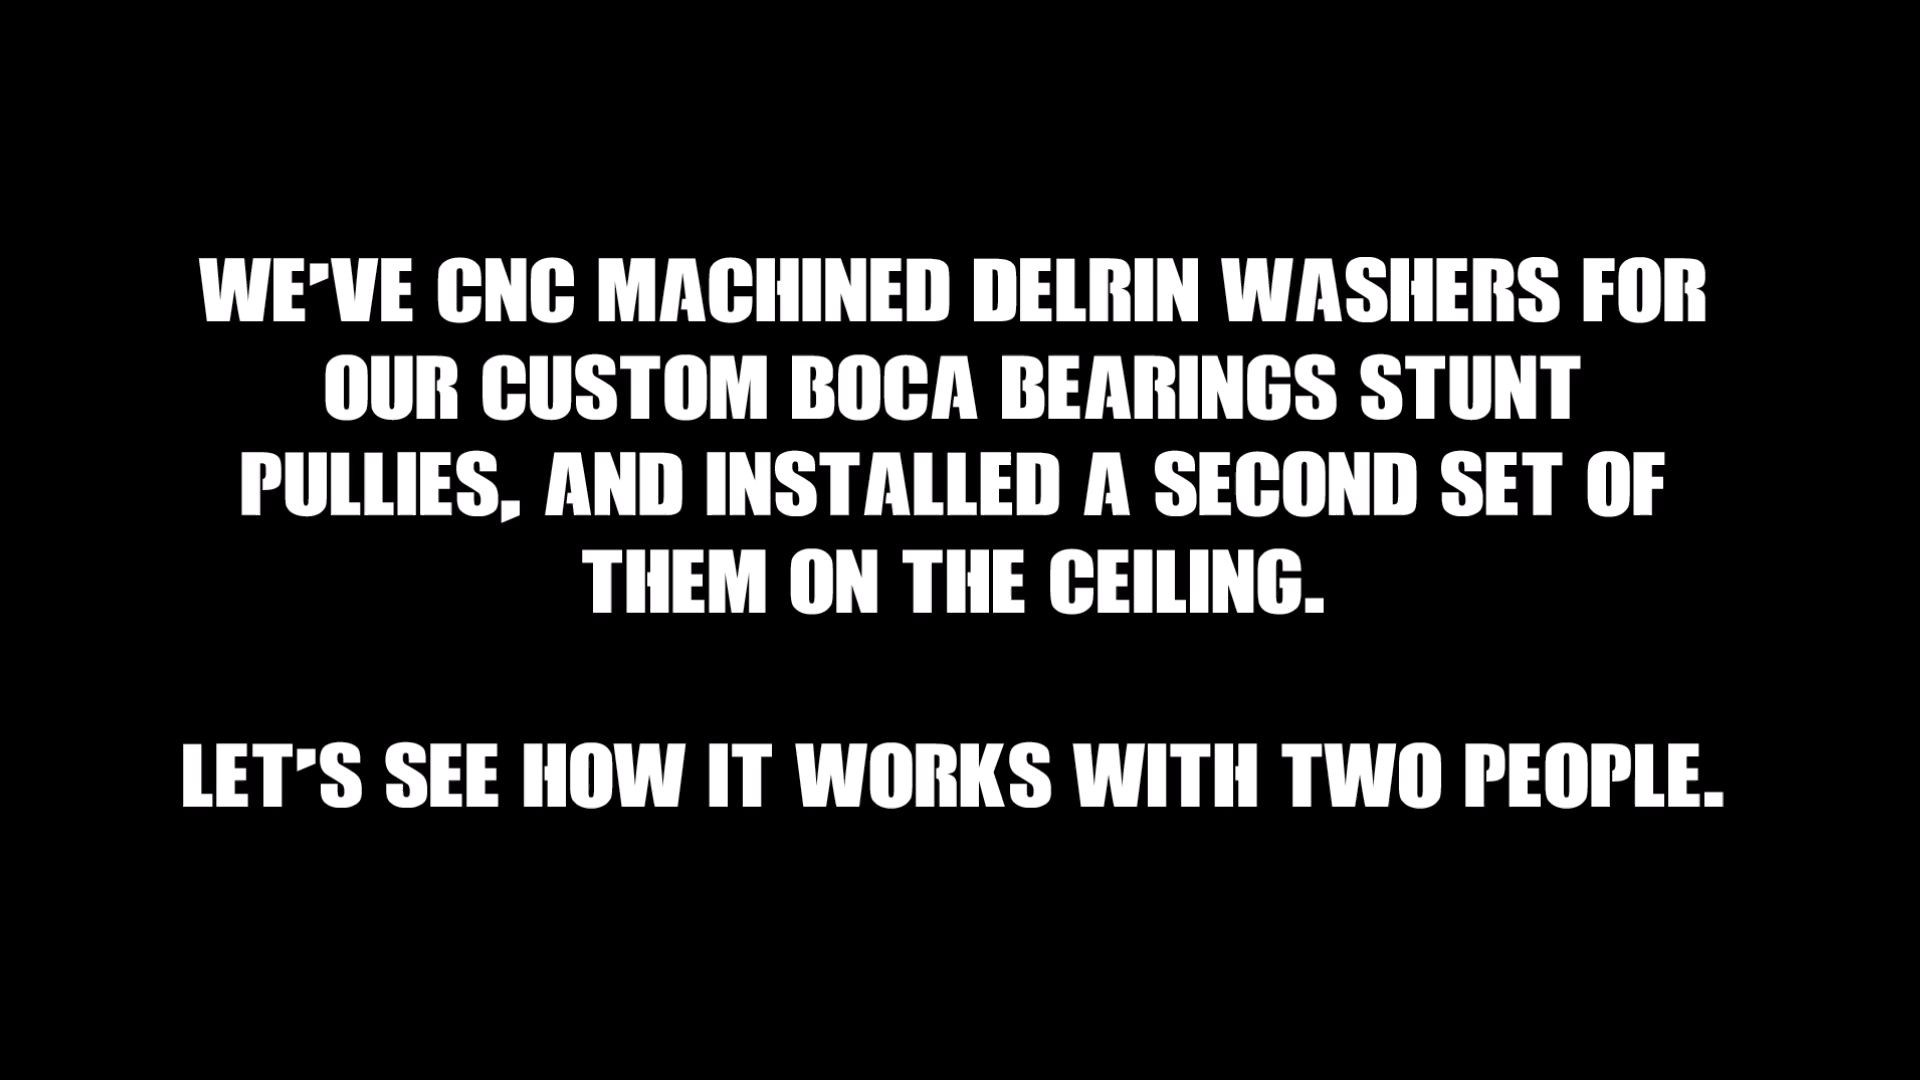 WE'VE CNC MACHINED DELRIN WASHERS FOR
OUR CUSTOM BOCA BEARINGS STUNT
PULLIES, AND INSTALLED A SECOND SET OF
THEM ON THE CEILING.
LET'S SEE HOW IT WORKS WITH TWO PEOPLE.